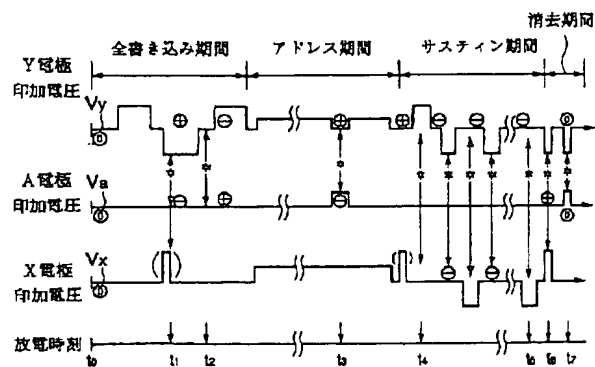 消去期間
全書き込み期間 アドレス期間 サスティン期間
Y電極
印加電圧 Vy
A電極 Va
印加電圧
X電極 Vx
印加電圧
放電時刻
t0 t1 t2 t3 t4 t5 t6 t7